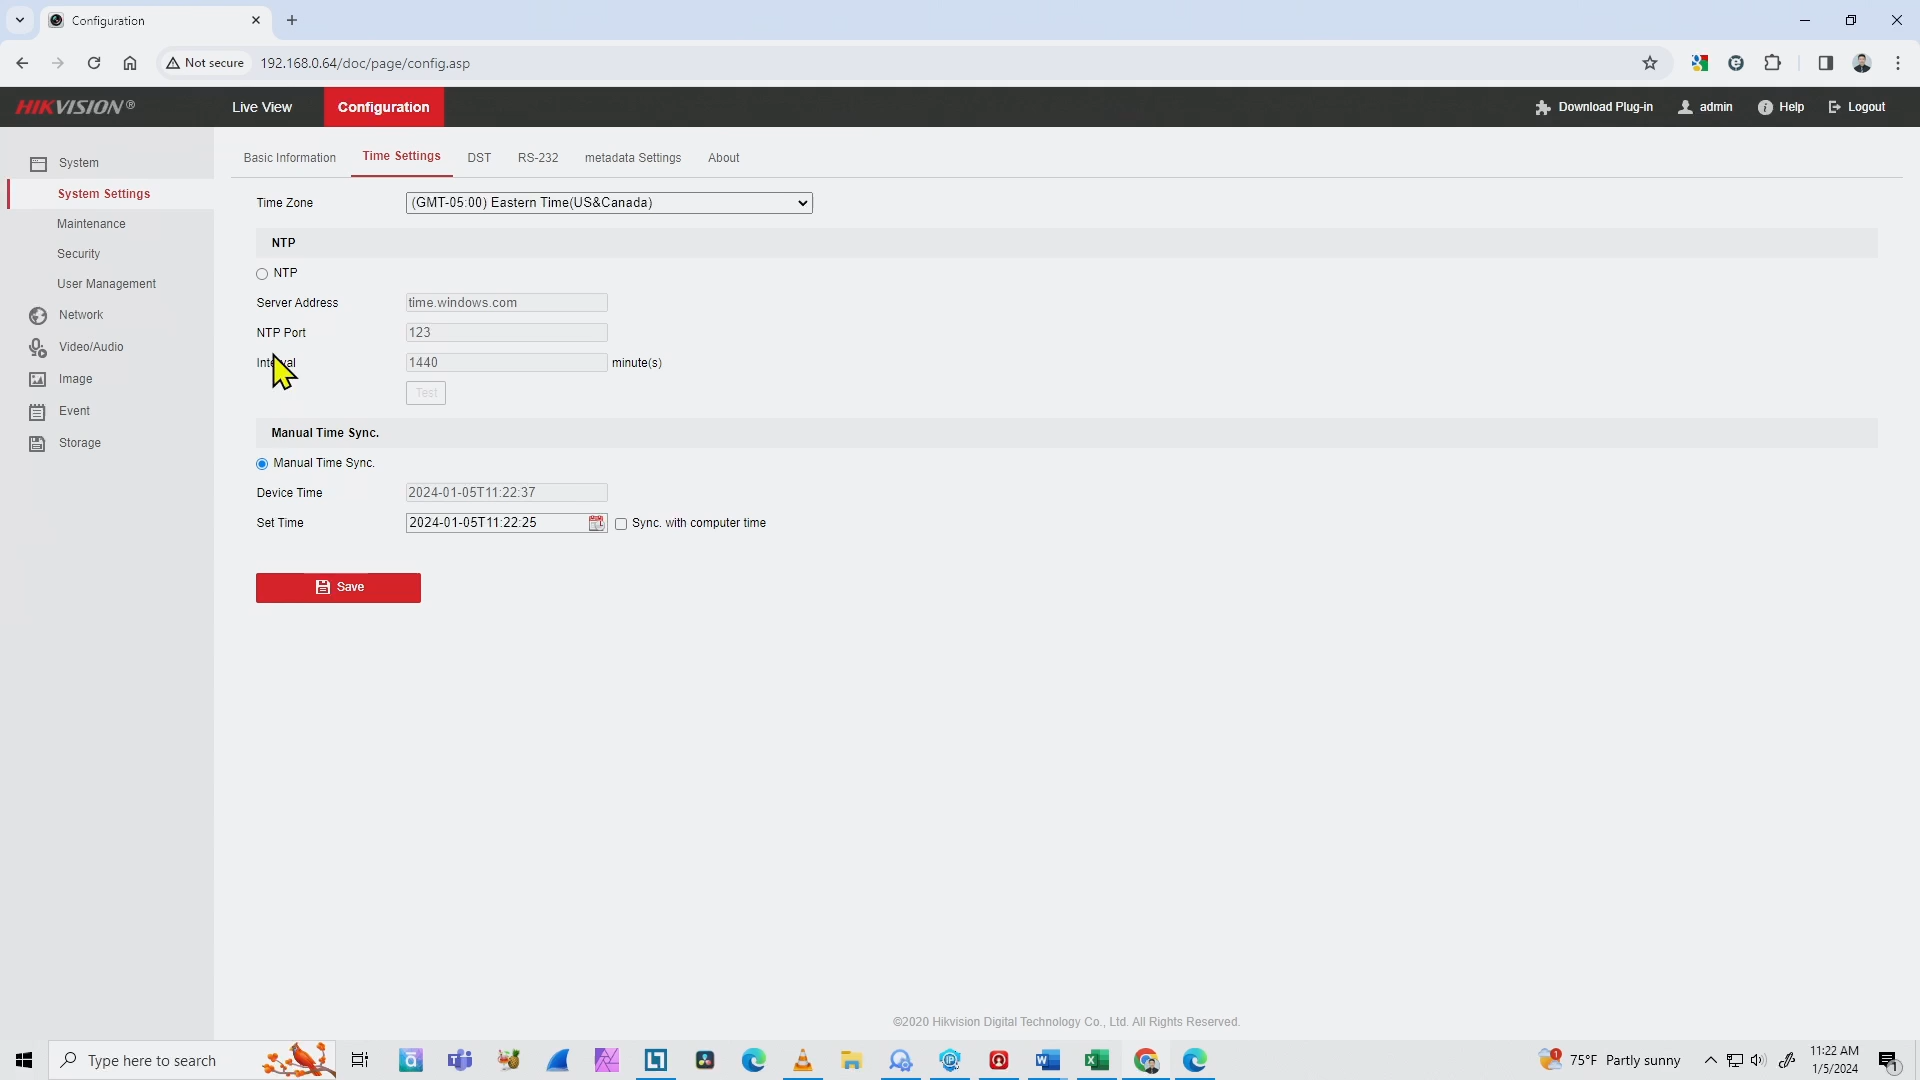 Configuration
Not secure 192.168.0.64/doc/page/config.asp
HIKVISION® Live View Configuration Download Plug-in admin Help Logout
System
System Settings
Maintenance
Security
User Management
Network
Video/Audio
Image
Event
Storage
Basic Information Time Settings DST RS-232 metadata Settings About
Time Zone (GMT-05:00) Eastern Time(US&Canada)
NTP
NTP
Server Address time.windows.com
NTP Port 123
Interval 1440 minute(s)
Test
Manual Time Sync.
Manual Time Sync.
Device Time 2024-01-05T11:22:37
Set Time 2024-01-05T11:22:25 Sync. with computer time
Save
©2020 Hikvision Digital Technology Co., Ltd. All Rights Reserved.
Type here to search
75°F Partly sunny
11:22 AM
1/5/2024